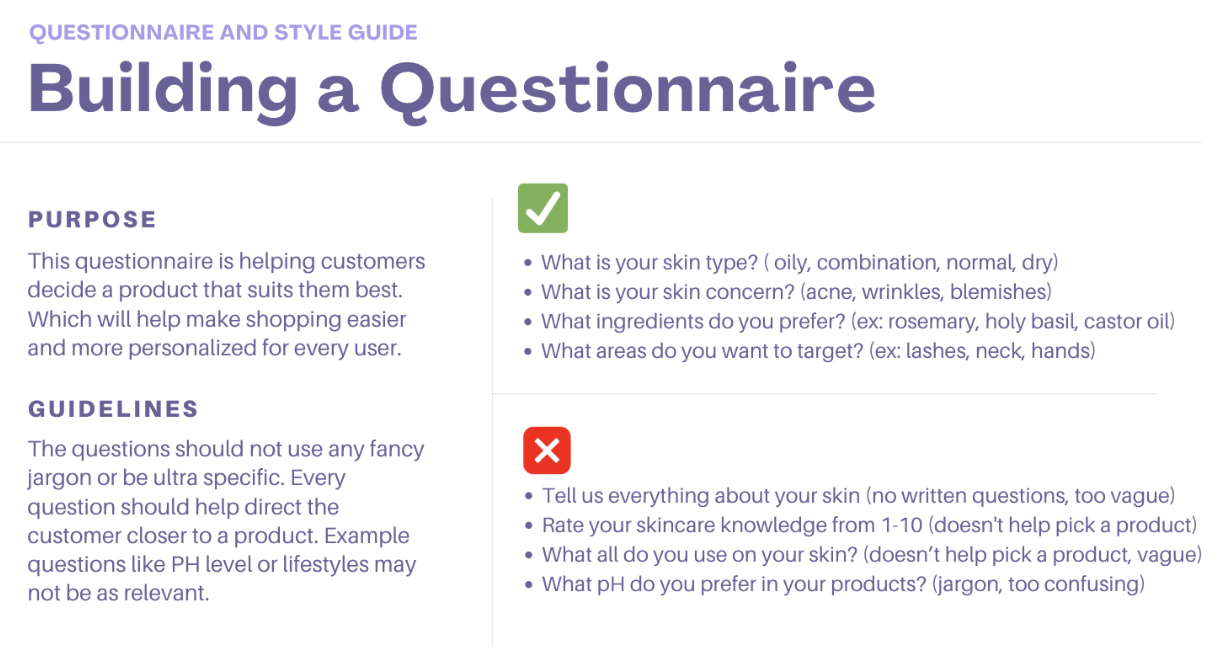 QUESTIONNAIRE AND STYLE GUIDE
Building a Questionnaire
PURPOSE
This questionnaire is helping customers
decide a product that suits them best.
Which will help make shopping easier
and more personalized for every user.
GUIDELINES
The questions should not use any fancy
jargon or be ultra specific. Every
question should help direct the
customer closer to a product. Example
questions like PH level or lifestyles may
not be as relevant.
• What is your skin type? ( oily, combination, normal, dry)
• What is your skin concern? (acne, wrinkles, blemishes)
• What ingredients do you prefer? (ex: rosemary, holy basil, castor oil)
• What areas do you want to target? (ex: lashes, neck, hands)
• Tell us everything about your skin (no written questions, too vague)
• Rate your skincare knowledge from 1-10 (doesn't help pick a product)
• What all do you use on your skin? (doesn’t help pick a product, vague)
• What pH do you prefer in your products? (jargon, too confusing)